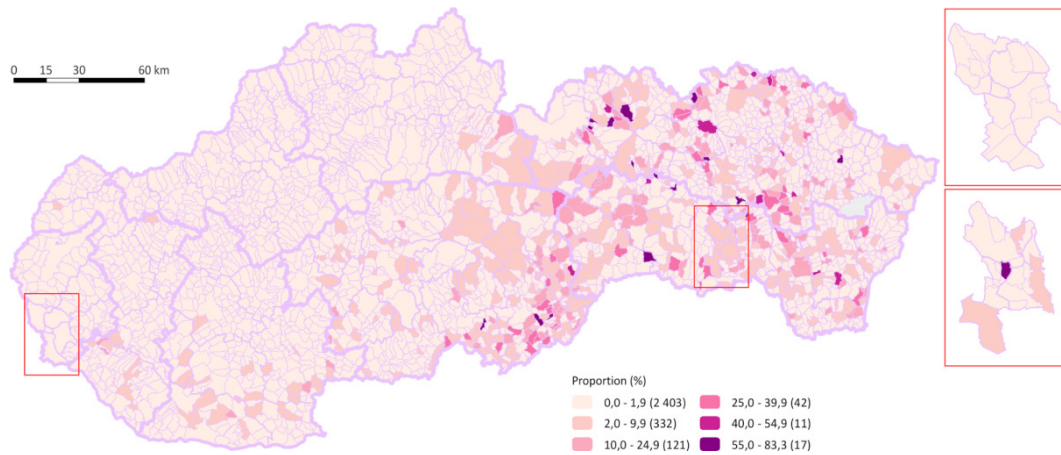 0 15 30 60 km
Proportion (%)
0,0 - 1,9 (2 403)
2,0 - 9,9 (332)
10,0 - 24,9 (121)
25,0 - 39,9 (42)
40,0 - 54,9 (11)
55,0 - 83,3 (17)